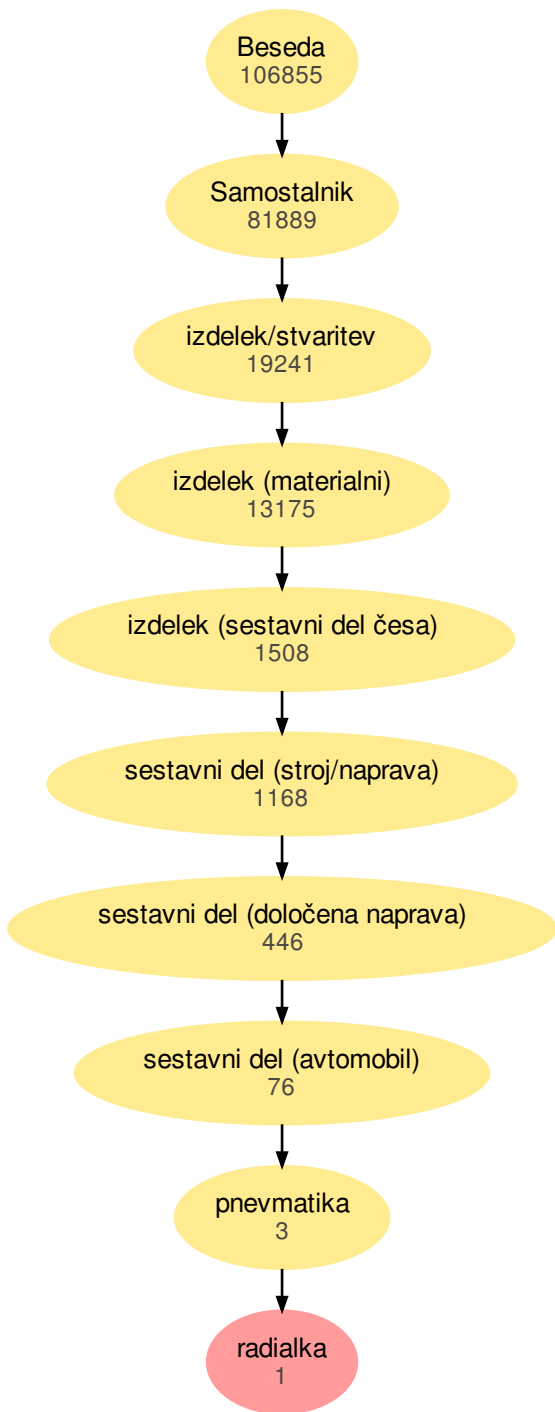 Beseda
106855
Samostalnik
81889
izdelek/stvaritev
19241
izdelek (materialni)
13175
izdelek (sestavni del česa)
1508
sestavni del (stroj/naprava)
1168
sestavni del (določena naprava)
446
sestavni del (avtomobil)
76
pnevmatika
3
radialka
1